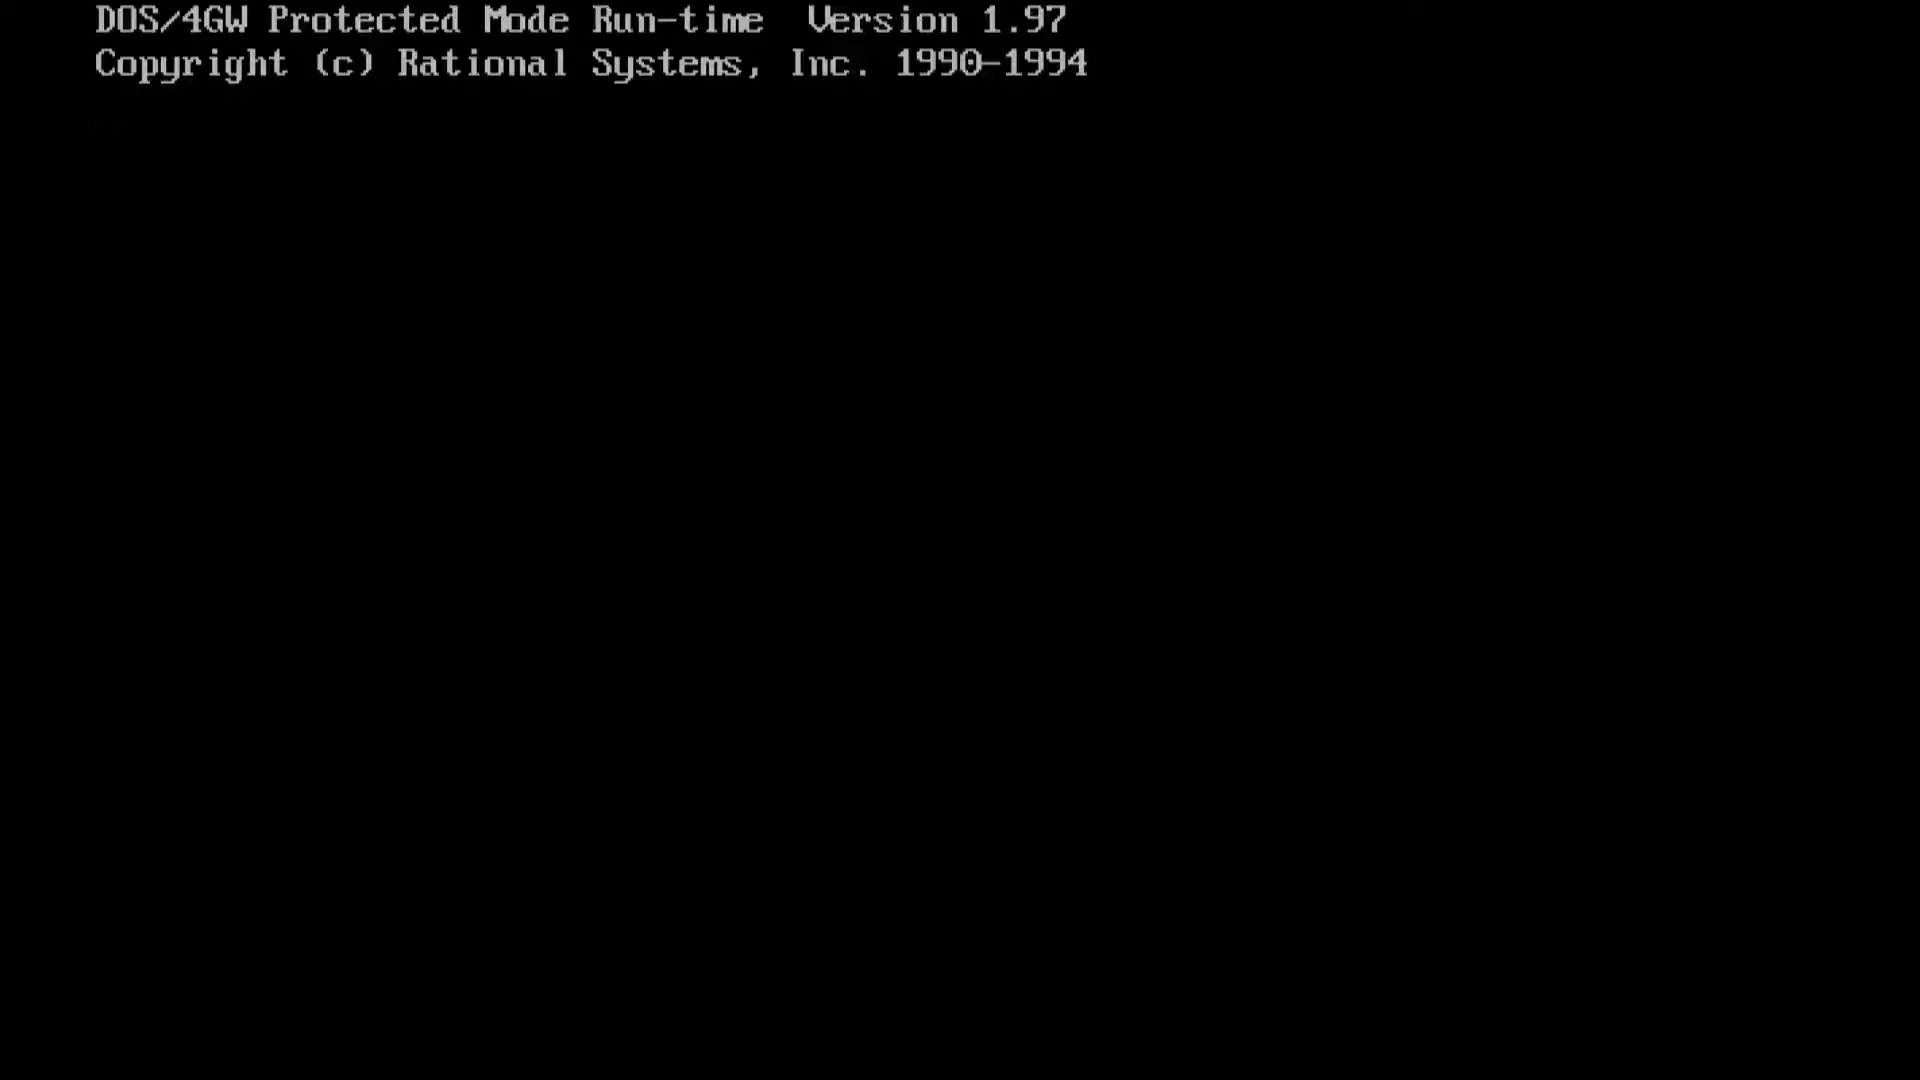 DOS/4GW Protected Mode Run-time  Version 1.97
Copyright (c) Rational Systems, Inc. 1990-1994